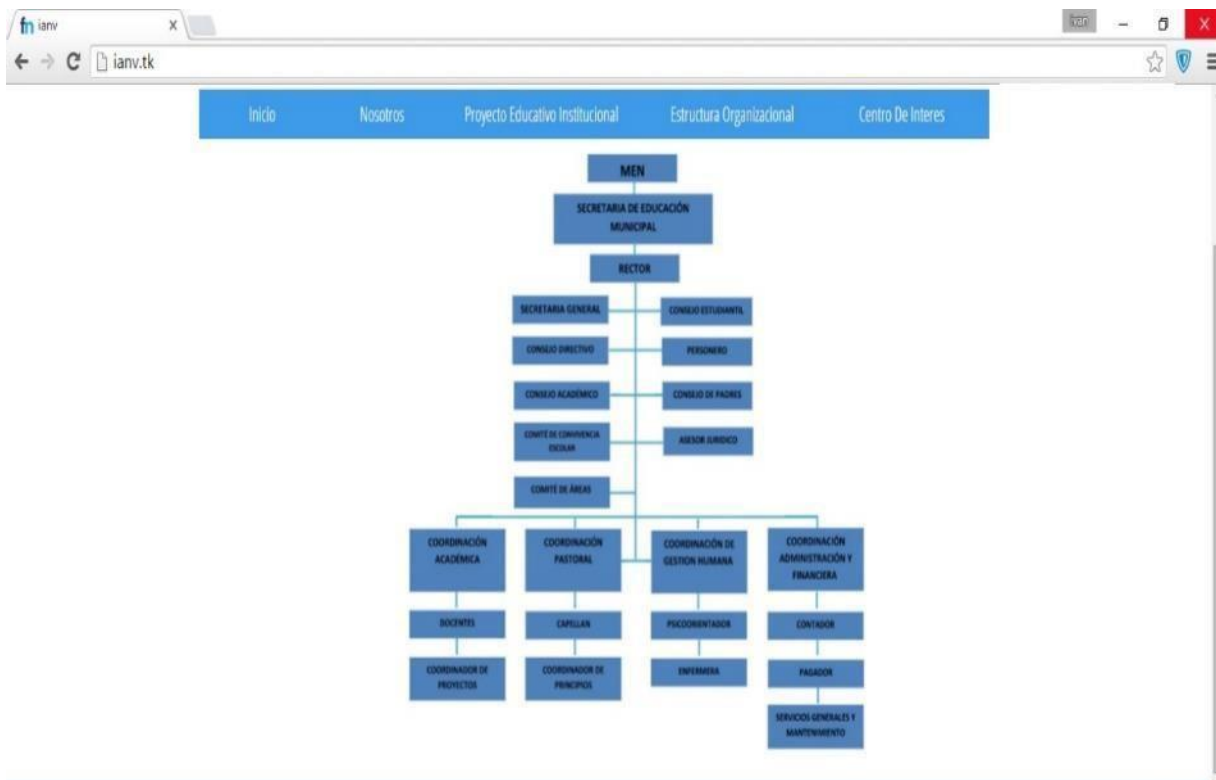 ianv
ivan
ianv.tk
Inicio Nosotros Proyecto Educativo Institucional Estructura Organizacional Centro De Interes
MEN
SECRETARIA DE EDUCACIÓN
MUNICIPAL
RECTOR
SECRETARIA GENERAL
CONSEJO ESTUDIANTIL
CONSEJO DIRECTIVO
PERSONERO
CONSEJO ACADÉMICO
CONSEJO DE PADRES
COMITÉ DE CONVIVENCIA
ESCOLAR
ASESOR JURIDICO
COMITÉ DE ÁREAS
COORDINACIÓN
ACADEMICA
COORDINACIÓN
PASTORAL
COORDINACIÓN DE
GESTION HUMANA
COORDINACIÓN
ADMINISTRACIÓN Y
FINANCIERA
DOCENTES
CAPELLAN
PSICOORIENTADOR
CONTADOR
COORDINADOR DE
PROYECTOS
COORDINADOR DE
PRINCIPIOS
ENFERMERA
PAGADOR
SERVICIOS GENERALES Y
MANTENIMIENTO